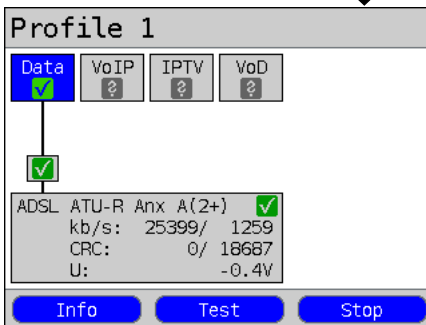 Profile 1
Data VoIP IPTV VoD
ADSL ATU-R Anx A(2+)
kb/s: 25399/ 1259
CRC: 0/ 18687
U: -0.4V
Info Test Stop